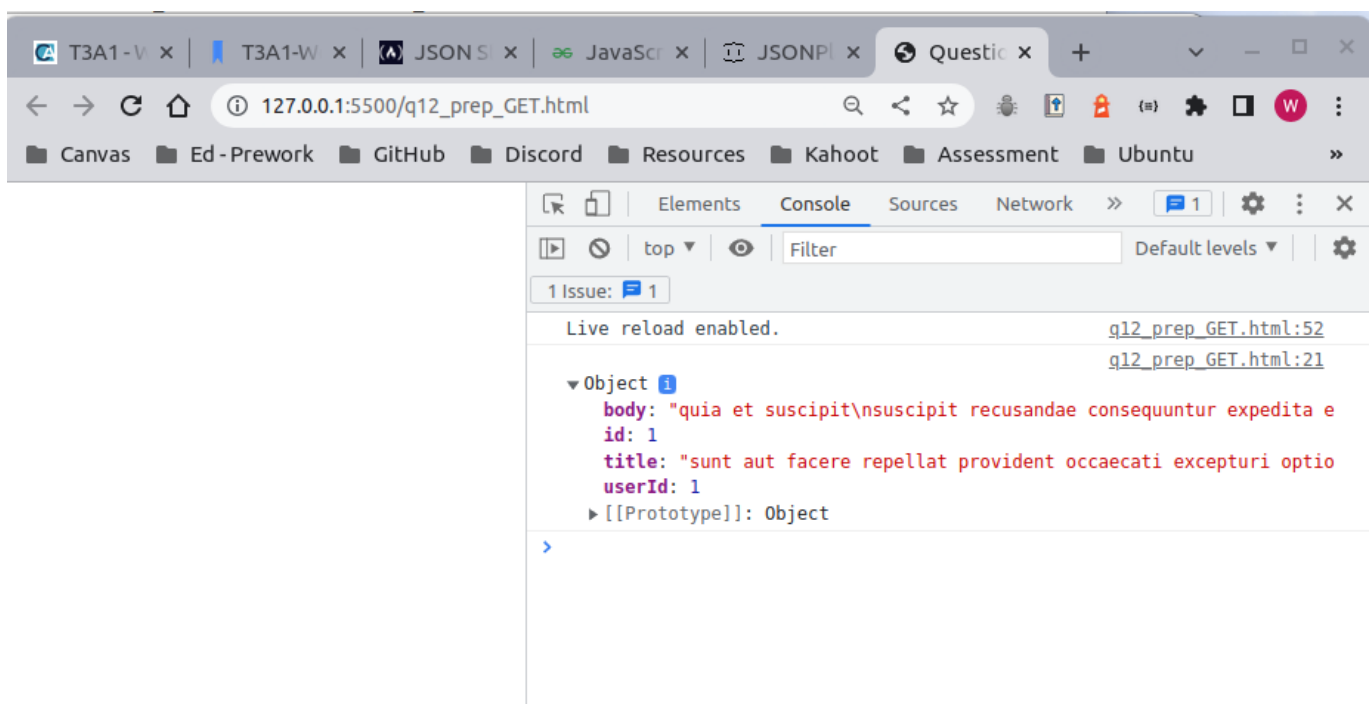 T3A1 - W T3A1-W JSON S JavaScr JSONPl Questio
127.0.0.1:5500/q12_prep_GET.html W
Canvas Ed - Prework GitHub Discord Resources Kahoot Assessment Ubuntu »
Elements Console Sources Network » 1
top Filter Default levels
1 Issue: 1
Live reload enabled. q12_prep_GET.html:52
q12_prep_GET.html:21
Object i
body: "quia et suscipit\nsuscipit recusandae consequuntur expedita e
id: 1
title: "sunt aut facere repellat provident occaecati excepturi optio
userId: 1
[[Prototype]]: Object